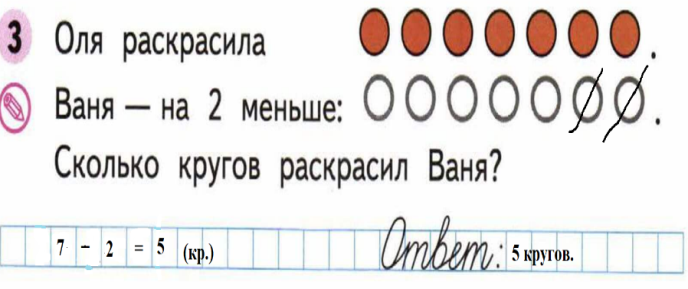 3 Оля раскрасила .
Ваня — на 2 меньше: .
Сколько кругов раскрасил Ваня?
7 - 2 = 5 (кр.) Ответ: 5 кругов.